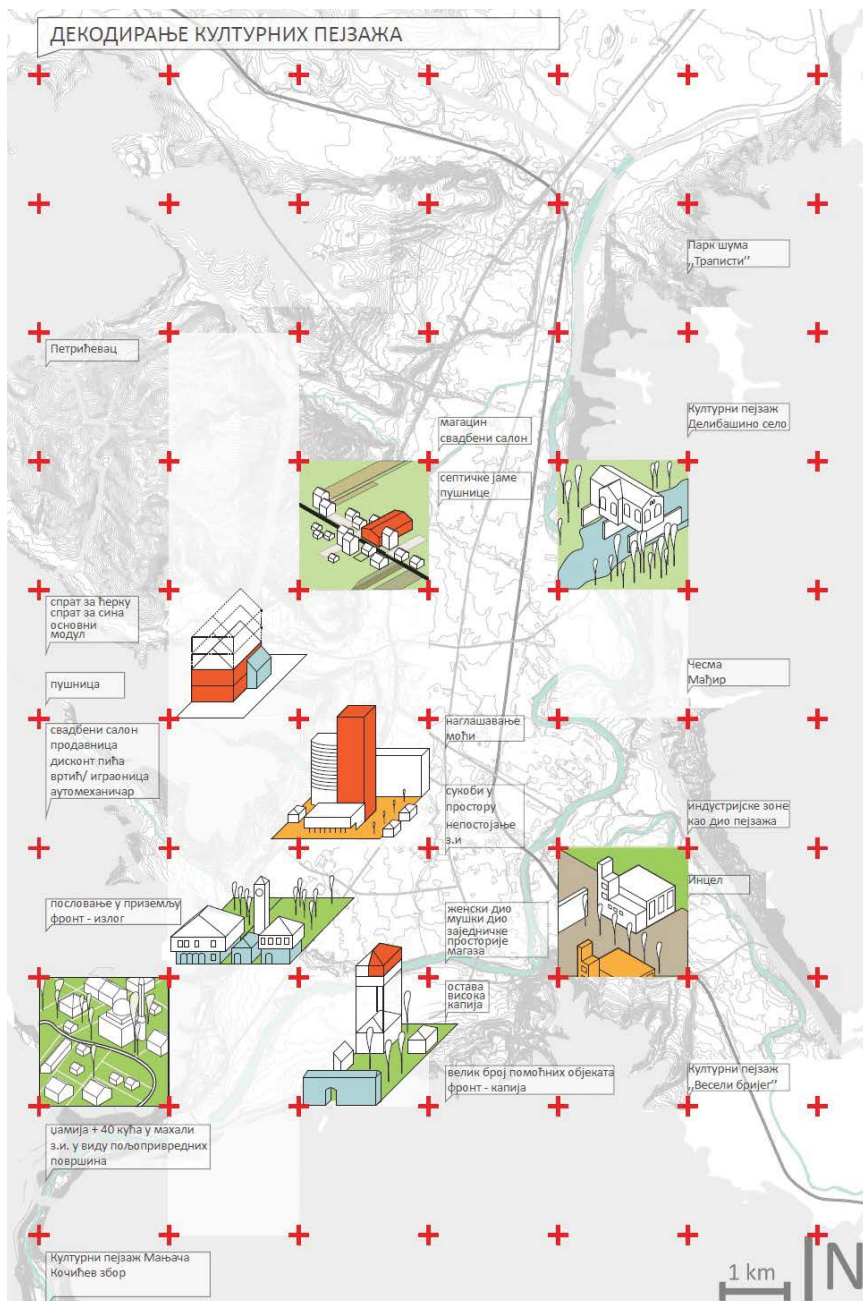 ДЕКОДИРАЊЕ КУЛТУРНИХ ПЕЈЗАЖА
Парк шума
,,Траписти’’
Петрићевац
Културни пејзаж
Делибашино село
магацин
свадбени салон
септичке јаме
пушнице
спрат за ћерку
спрат за сина
основни
модул
пушница
Чесма
Мађир
свадбени салон
продавница
дисконт пића
вртић/ играоница
аутомеханичар
наглашавање
моћи
сукоби у
простору
непостојање
з.и
индустријске зоне
као дио пејзажа
Инцел
пословање у приземљу
фронт - излог
женски дио
мушки дио
заједничке
просторије
магаза
остава
висока
капија
велик број помоћних објеката
фронт - капија
Културни пејзаж
,,Весели бријег’’
џамија + 40 кућа у махали
з.и. у виду пољопривредних
површина
Културни пејзаж Мањача
Кочићев збор
1 km
N